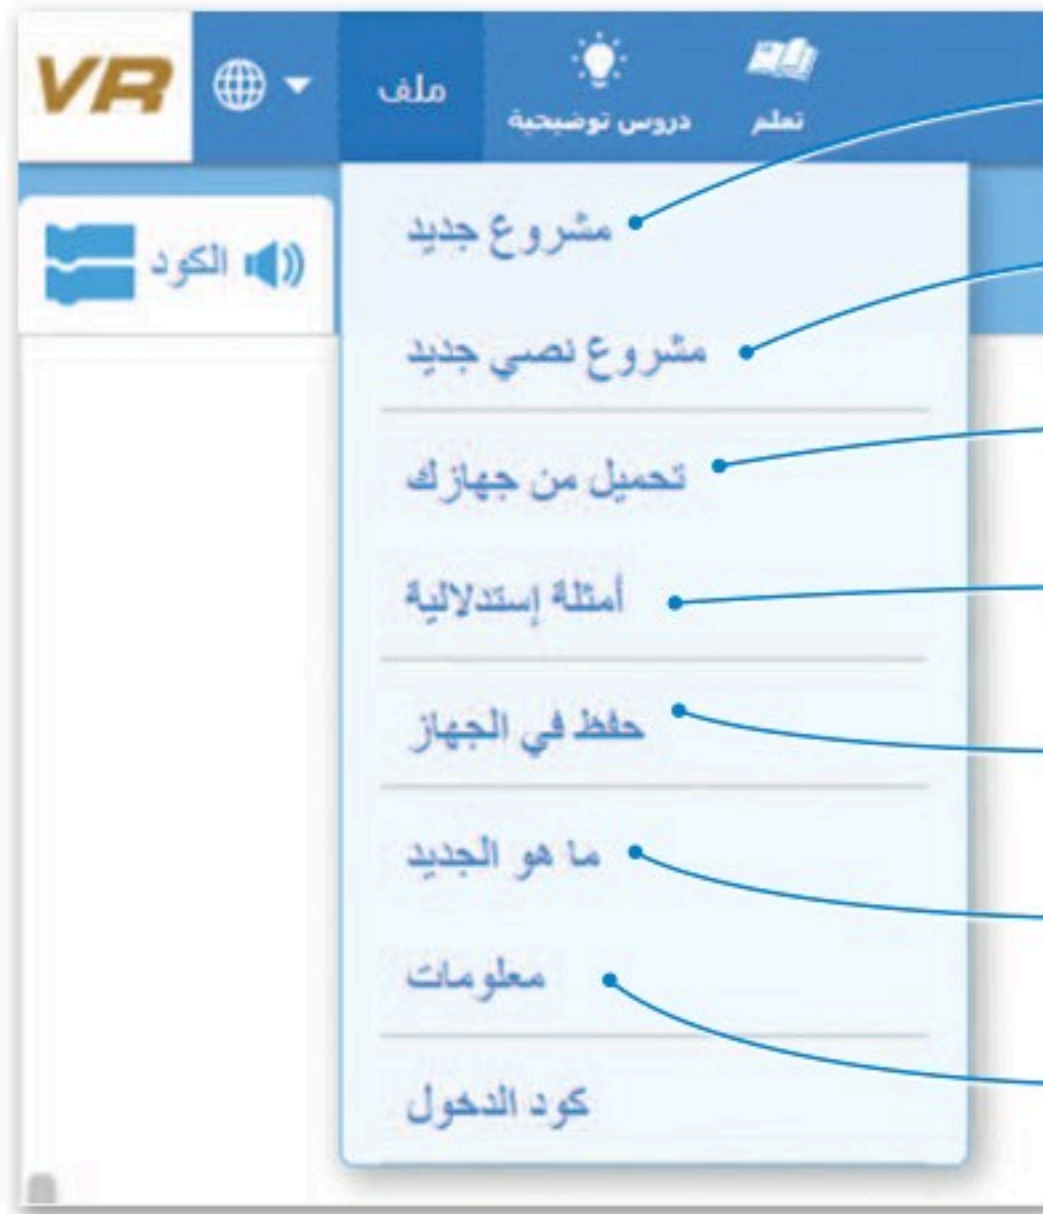 VR
ملف
دروس توضيحية
تعلم
الكود
مشروع جديد
مشروع نصي جديد
تحميل من جهازك
أمثلة إستدلالية
حفظ في الجهاز
ما هو الجديد
معلومات
كود الدخول